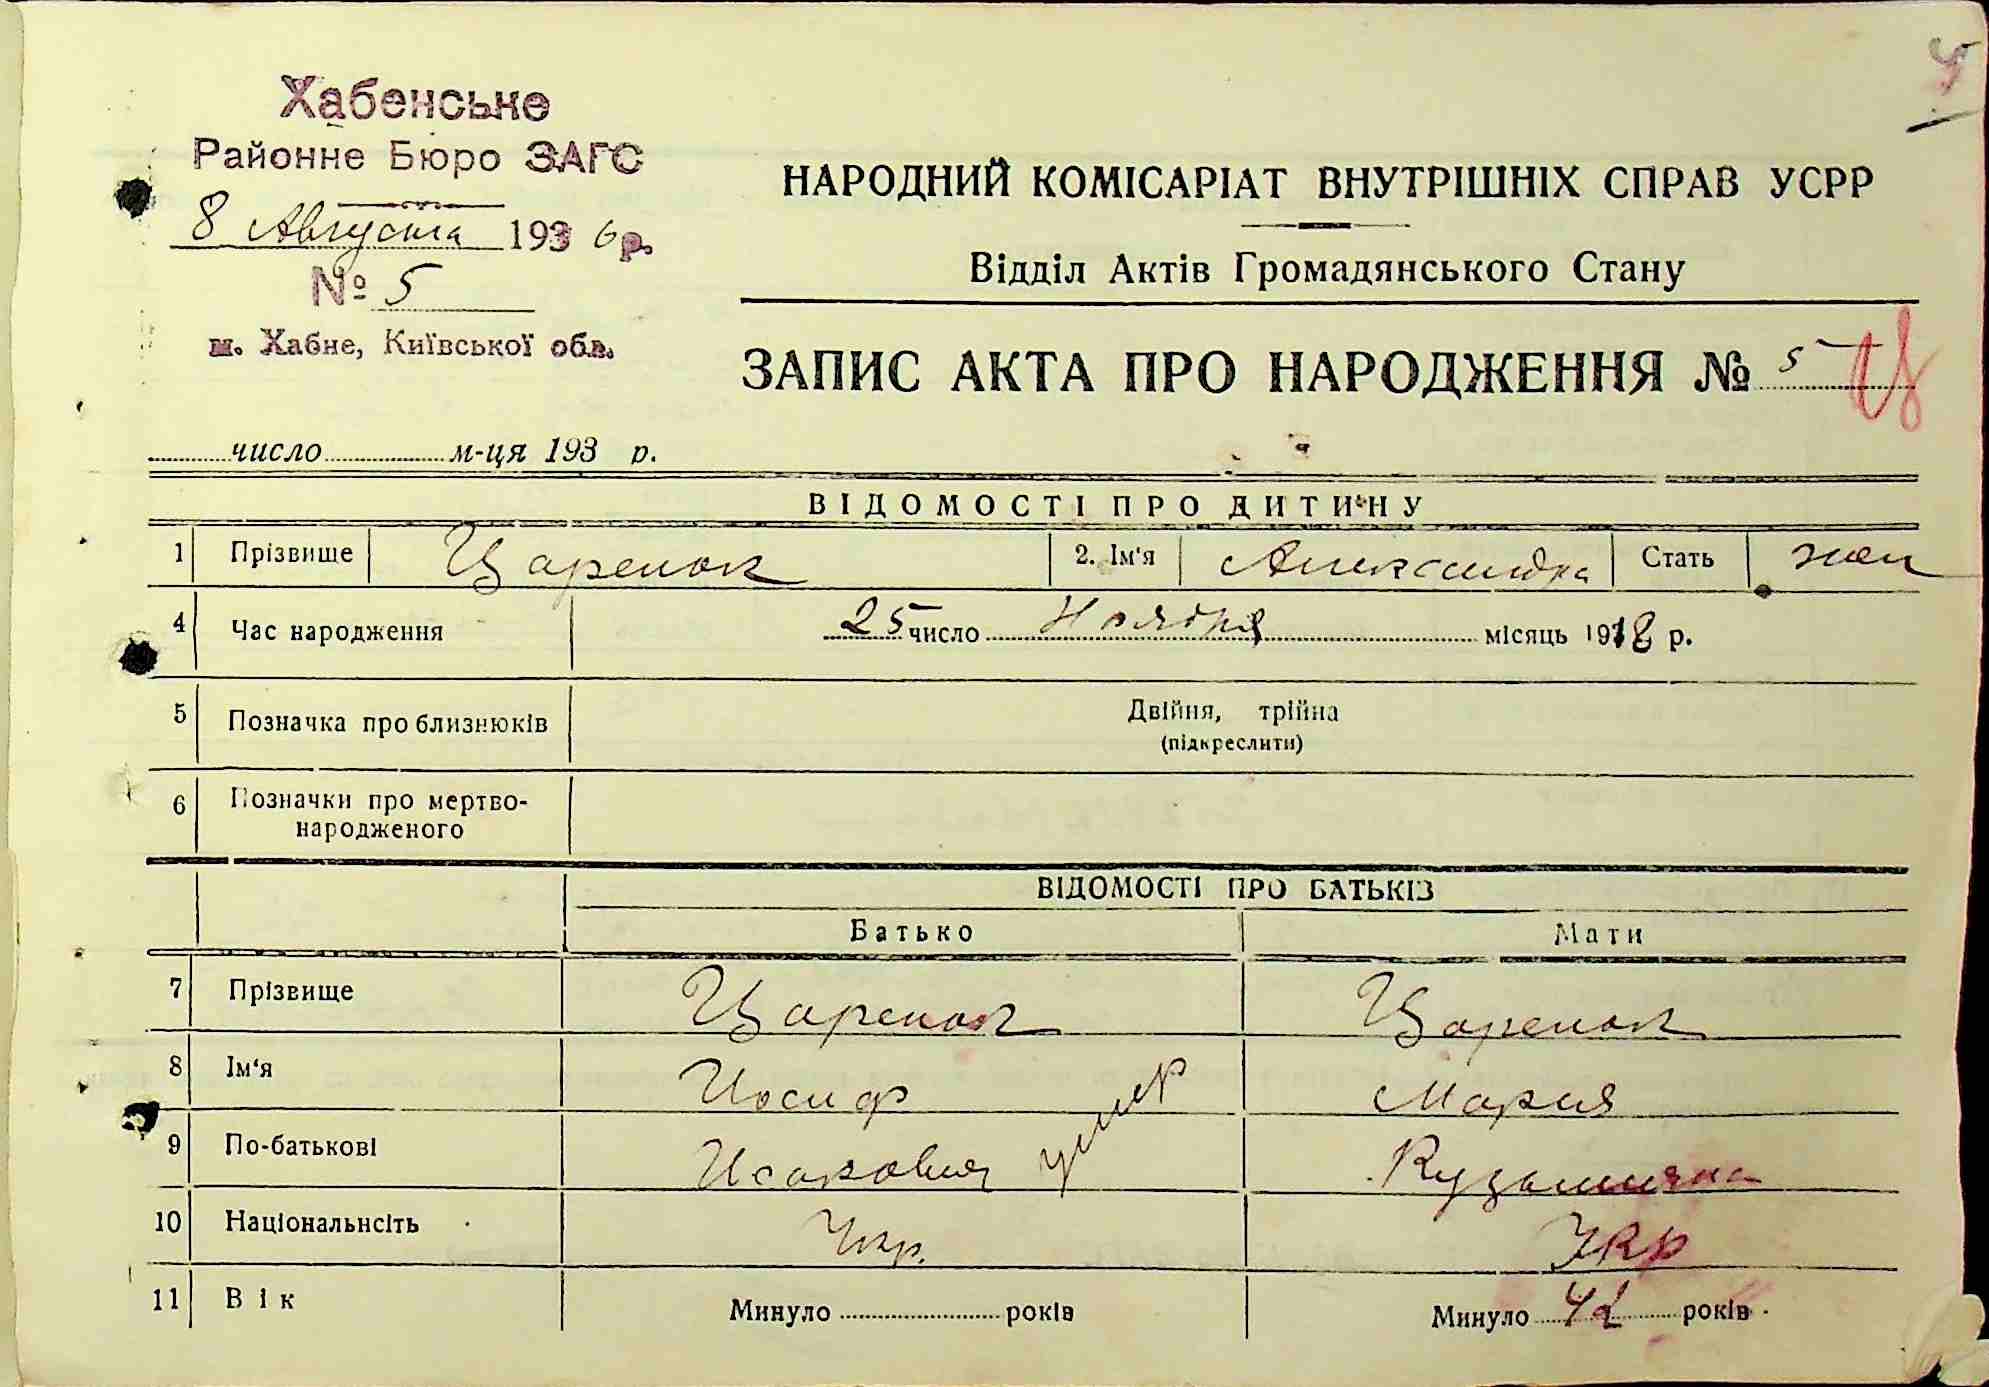 4
Хабенське
Районне Бюро ЗАГС
8 Августа 1936 р.
№ 5
м. Хабне, Київської обл.
НАРОДНИЙ КОМІСАРІАТ ВНУТРІШНІХ СПРАВ УСРР
Відділ Актів Громадянського Стану
ЗАПИС АКТА ПРО НАРОДЖЕННЯ № 5 Ц
число м-ця 193 р.
ВІДОМОСТІ ПРО ДИТИНУ
1 Прізвище Царенок 2. Ім'я Александра Стать жен
4 Час народження 25 число Ноября місяць 1918 р.
5 Позначка про близнюків Двійня, трійна
(підкреслити)
6 Позначки про мертво-
народженого
ВІДОМОСТІ ПРО БАТЬКІВ
Батько Мати
7 Прізвище Царенок Царенок
8 Ім'я Иосиф Мария
9 По-батькові Исакович умер Кузьминична
10 Національнсіть Укр. Укр
11 Вік Минуло років Минуло 42 років